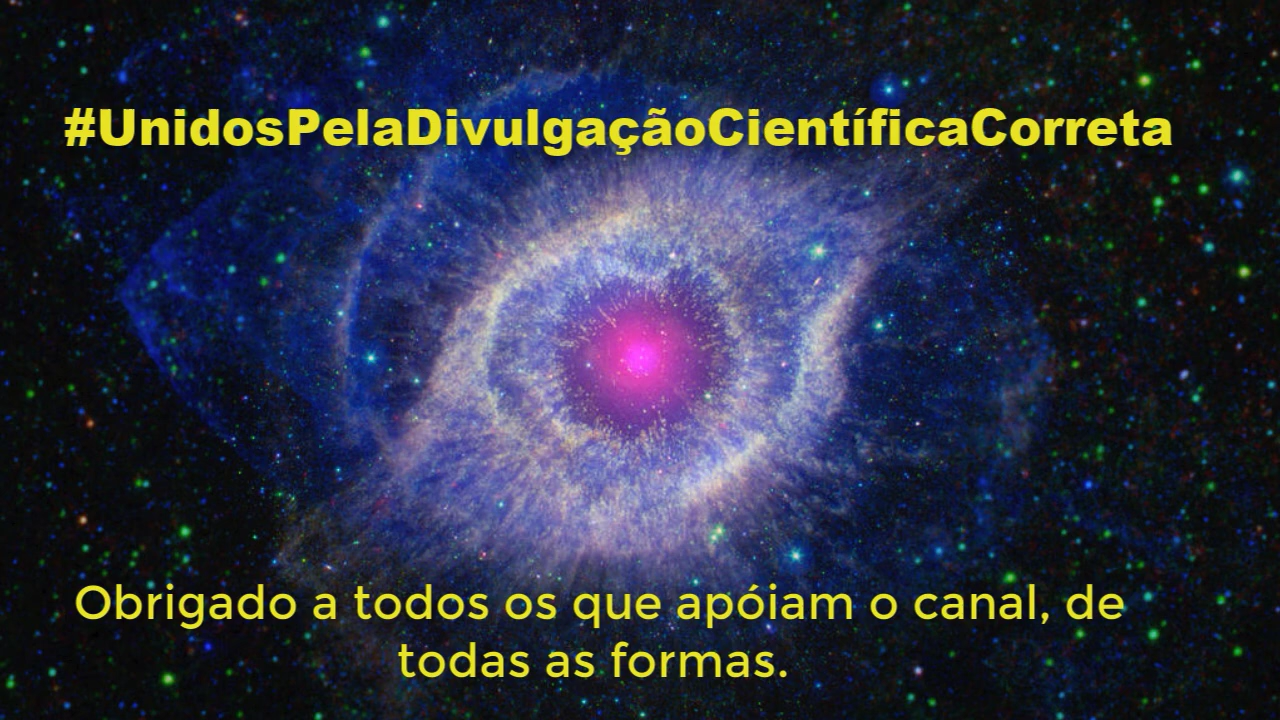 #UnidosPelaDivulgaçãoCientíficaCorreta
Obrigado a todos os que apóiam o canal, de
todas as formas.